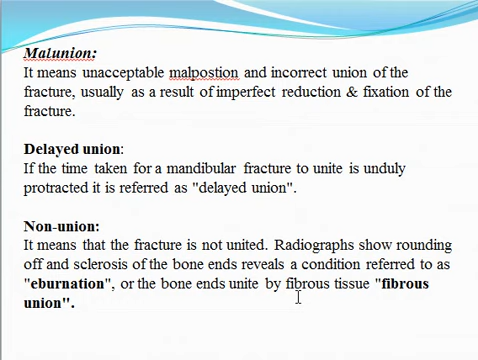 Malunion:
It means unacceptable malpostion and incorrect union of the
fracture, usually as a result of imperfect reduction & fixation of the
fracture.
Delayed union:
If the time taken for a mandibular fracture to unite is unduly
protracted it is referred as "delayed union".
Non-union:
It means that the fracture is not united. Radiographs show rounding
off and sclerosis of the bone ends reveals a condition referred to as
"eburnation", or the bone ends unite by fibrous tissue "fibrous
union".